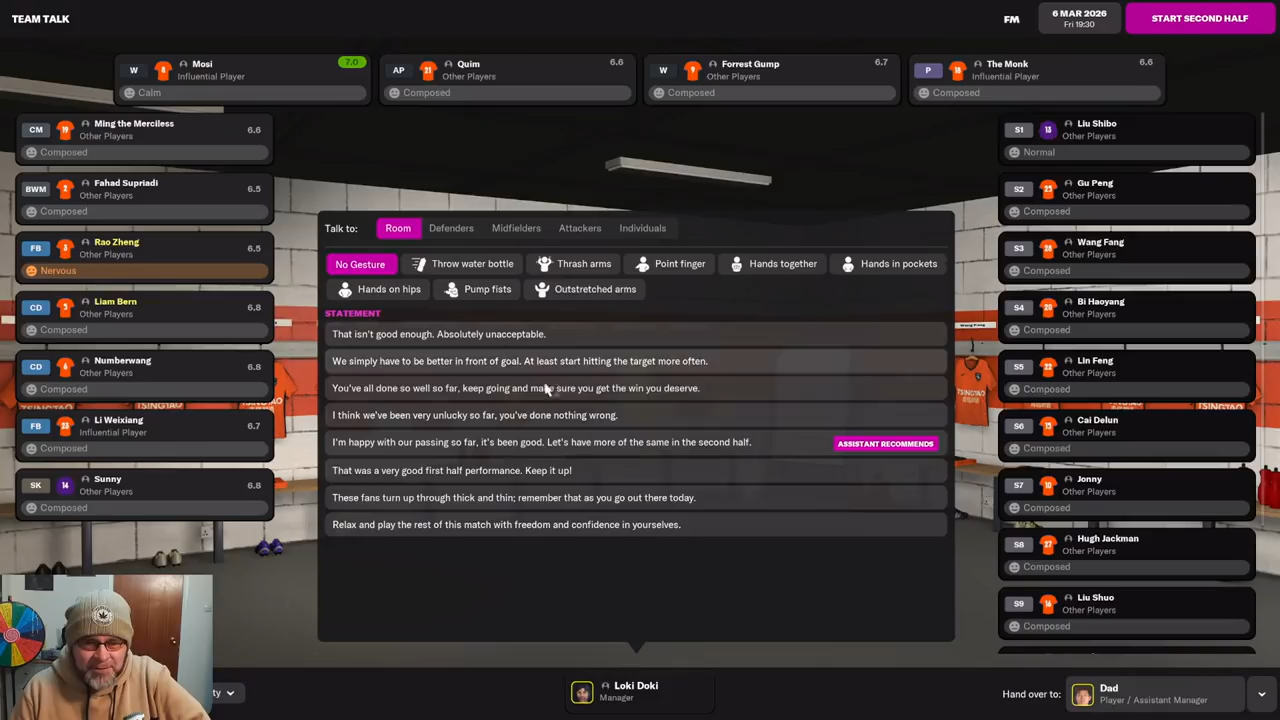 TEAM TALK
FM
6 MAR 2026
Fri 19:30
START SECOND HALF
W 8 Mosi 7.0
Influential Player
Calm
AP 21 Quim 6.6
Other Players
Composed
W Forrest Gump 6.7
Other Players
Composed
P The Monk 6.6
Influential Player
Composed
CM 19 Ming the Merciless 6.6
Other Players
Composed
BWM 2 Fahad Supriadi 6.5
Other Players
Composed
FB 3 Rao Zheng 6.5
Other Players
Nervous
CD Liam Bern 6.8
Other Players
Composed
CD Numberwang 6.8
Other Players
Composed
FB 23 Li Weixiang 6.7
Influential Player
Composed
SK 14 Sunny 6.8
Other Players
Composed
Talk to: Room Defenders Midfielders Attackers Individuals
No Gesture Throw water bottle Thrash arms Point finger Hands together Hands in pockets
Hands on hips Pump fists Outstretched arms
STATEMENT
That isn't good enough. Absolutely unacceptable.
We simply have to be better in front of goal. At least start hitting the target more often.
You've all done so well so far, keep going and make sure you get the win you deserve.
I think we've been very unlucky so far, you've done nothing wrong.
I'm happy with our passing so far, it's been good. Let's have more of the same in the second half. ASSISTANT RECOMMENDS
That was a very good first half performance. Keep it up!
These fans turn up through thick and thin; remember that as you go out there today.
Relax and play the rest of this match with freedom and confidence in yourselves.
S1 13 Liu Shibo
Other Players
Normal
S2 25 Gu Peng
Other Players
Composed
S3 Wang Fang
Other Players
Composed
S4 Bi Haoyang
Other Players
Composed
S5 Lin Feng
Other Players
Composed
S6 15 Cai Delun
Other Players
Composed
S7 10 Jonny
Other Players
Composed
S8 27 Hugh Jackman
Other Players
Composed
S9 Liu Shuo
Other Players
Composed
Wang Fang
TSINGTAO
Loki Doki
Manager
Hand over to: Dad
Player / Assistant Manager